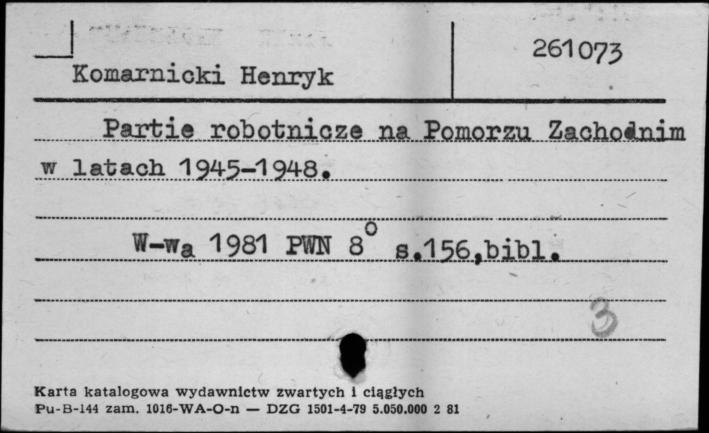 261073
Komarnicki Henryk
Partie robotnicze na Pomorzu Zachodnim
w latach 1945-1948.
W-wa 1981 PWN 8° s.156,bibl.
3
Karta katalogowa wydawnictw zwartych i ciągłych
Pu-B-144 zam. 1016-WA-O-n — DZG 1501-4-79 5.050.000 2 81